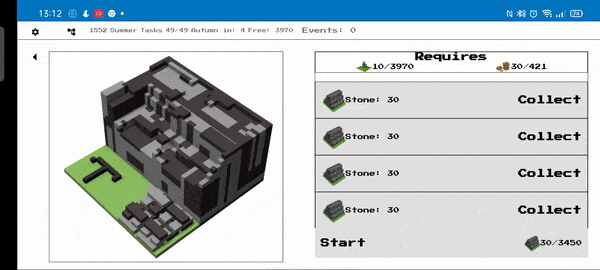 13:12
74
1552 Summer Tasks 49/49 Autumn in: 4 Free: 3970 Events: 0
Requires
10/3970
30/421
Stone: 30 Collect
Stone: 30 Collect
Stone: 30 Collect
Stone: 30 Collect
Start 30/3450